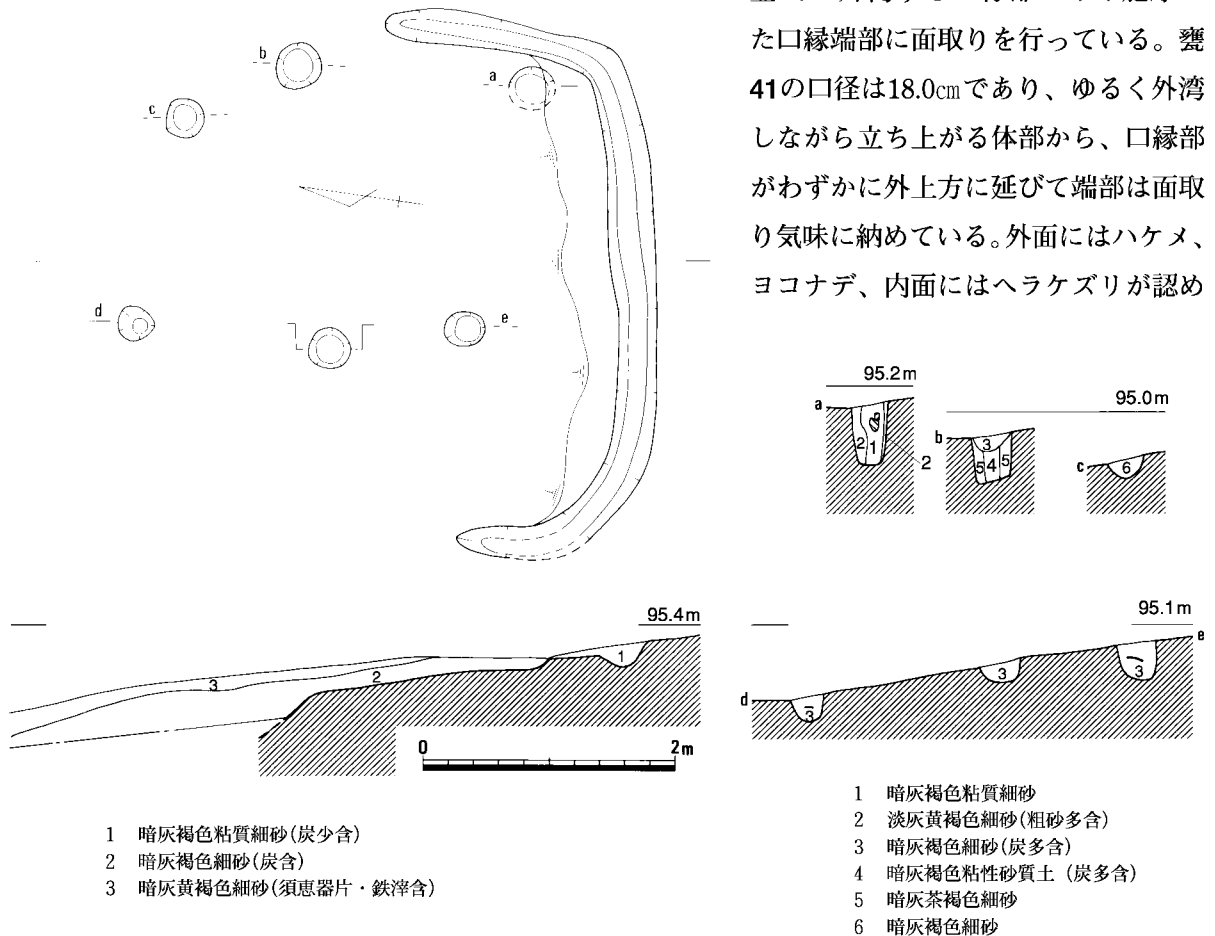 た口縁端部に面取りを行っている。甕
41の口径は18.0㎝であり、ゆるく外湾
しながら立ち上がる体部から、口縁部
がわずかに外上方に延びて端部は面取
り気味に納めている。外面にはハケメ、
ヨコナデ、内面にはヘラケズリが認め
b
a
c
d
e
95.2m
a
2
1
2
95.0m
b
3
5
4
5
c
6
95.4m
1
2
3
0
2m
95.1m
e
d
3
3
3
1 暗灰褐色粘質細砂(炭少含)
2 暗灰褐色細砂(炭含)
3 暗灰黄褐色細砂(須恵器片・鉄滓含)
1 暗灰褐色粘質細砂
2 淡灰黄褐色細砂(粗砂多含)
3 暗灰褐色細砂(炭多含)
4 暗灰褐色粘性砂質土(炭多含)
5 暗灰茶褐色細砂
6 暗灰褐色細砂